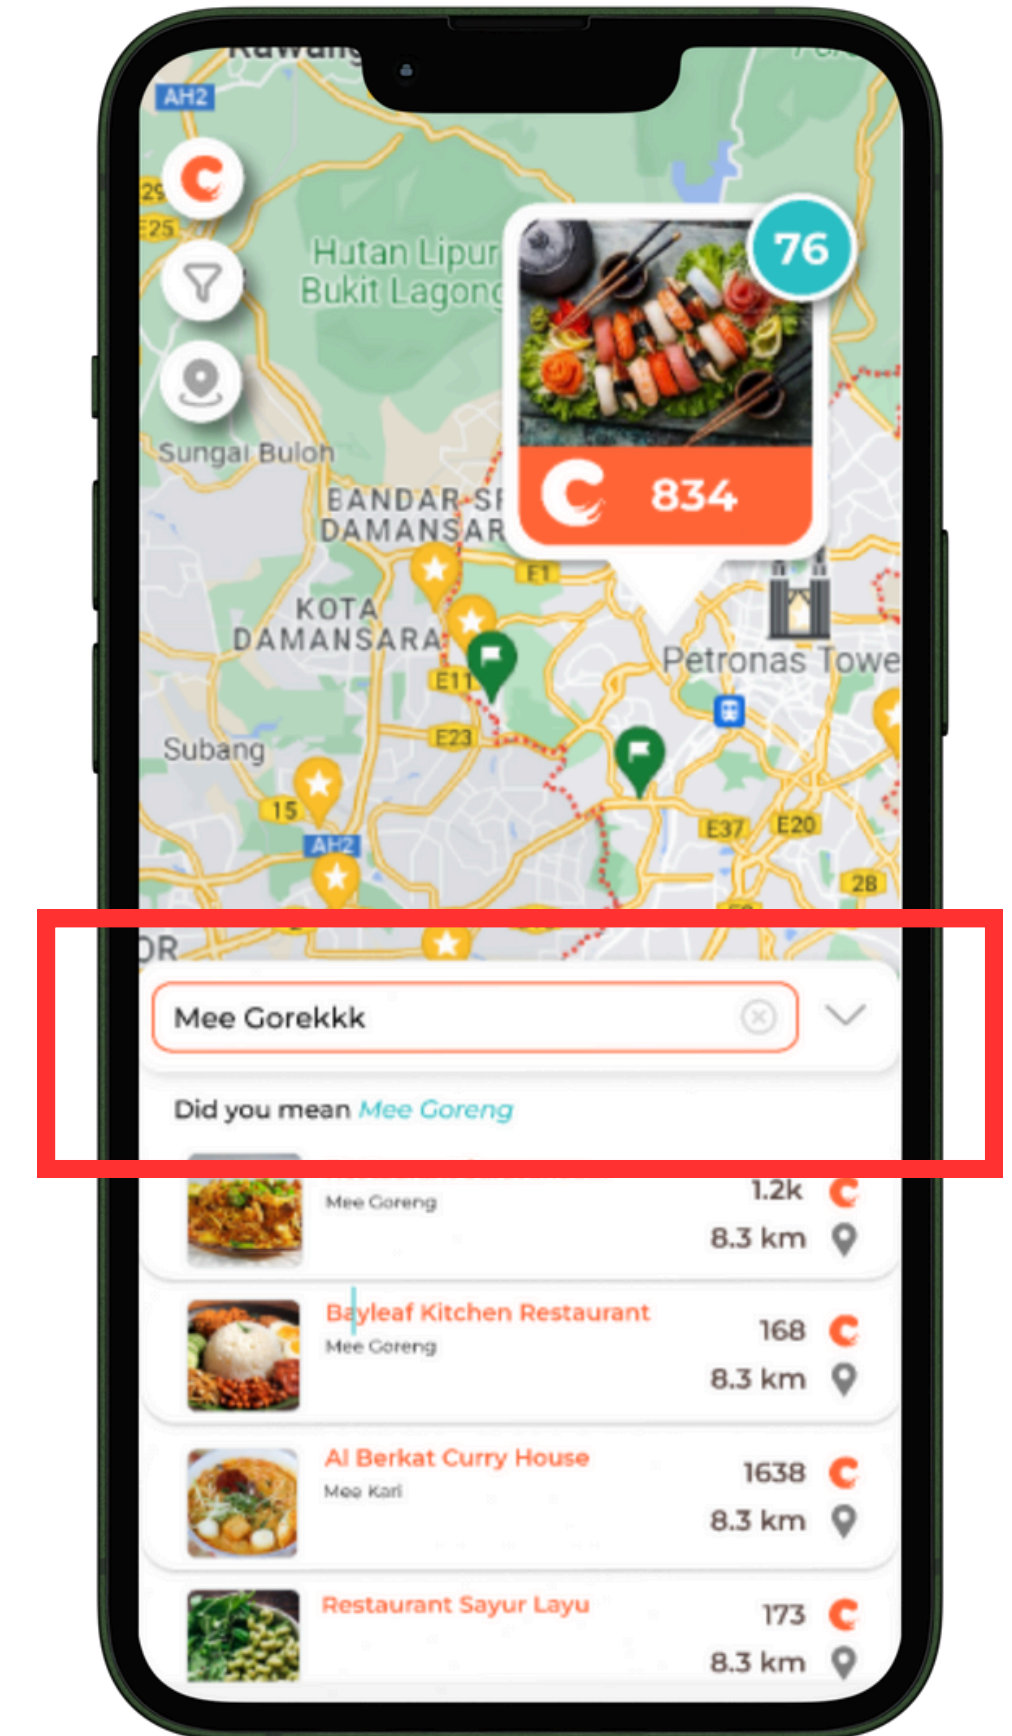 AH2
E25
Hutan Lipur
Bukit Lagong
76
Sungai Buloh
834
BANDAR SR
DAMANSAR
E1
KOTA
DAMANSARA
Petronas Towe
E11
E23
Subang
15
AH2
E37
E20
28
OR
Mee Gorekkk
Did you mean Mee Goreng
1.2k
Mee Goreng
8.3 km
Bayleaf Kitchen Restaurant
168
Mee Goreng
8.3 km
Al Berkat Curry House
1638
Mee Kari
8.3 km
Restaurant Sayur Layu
173
8.3 km